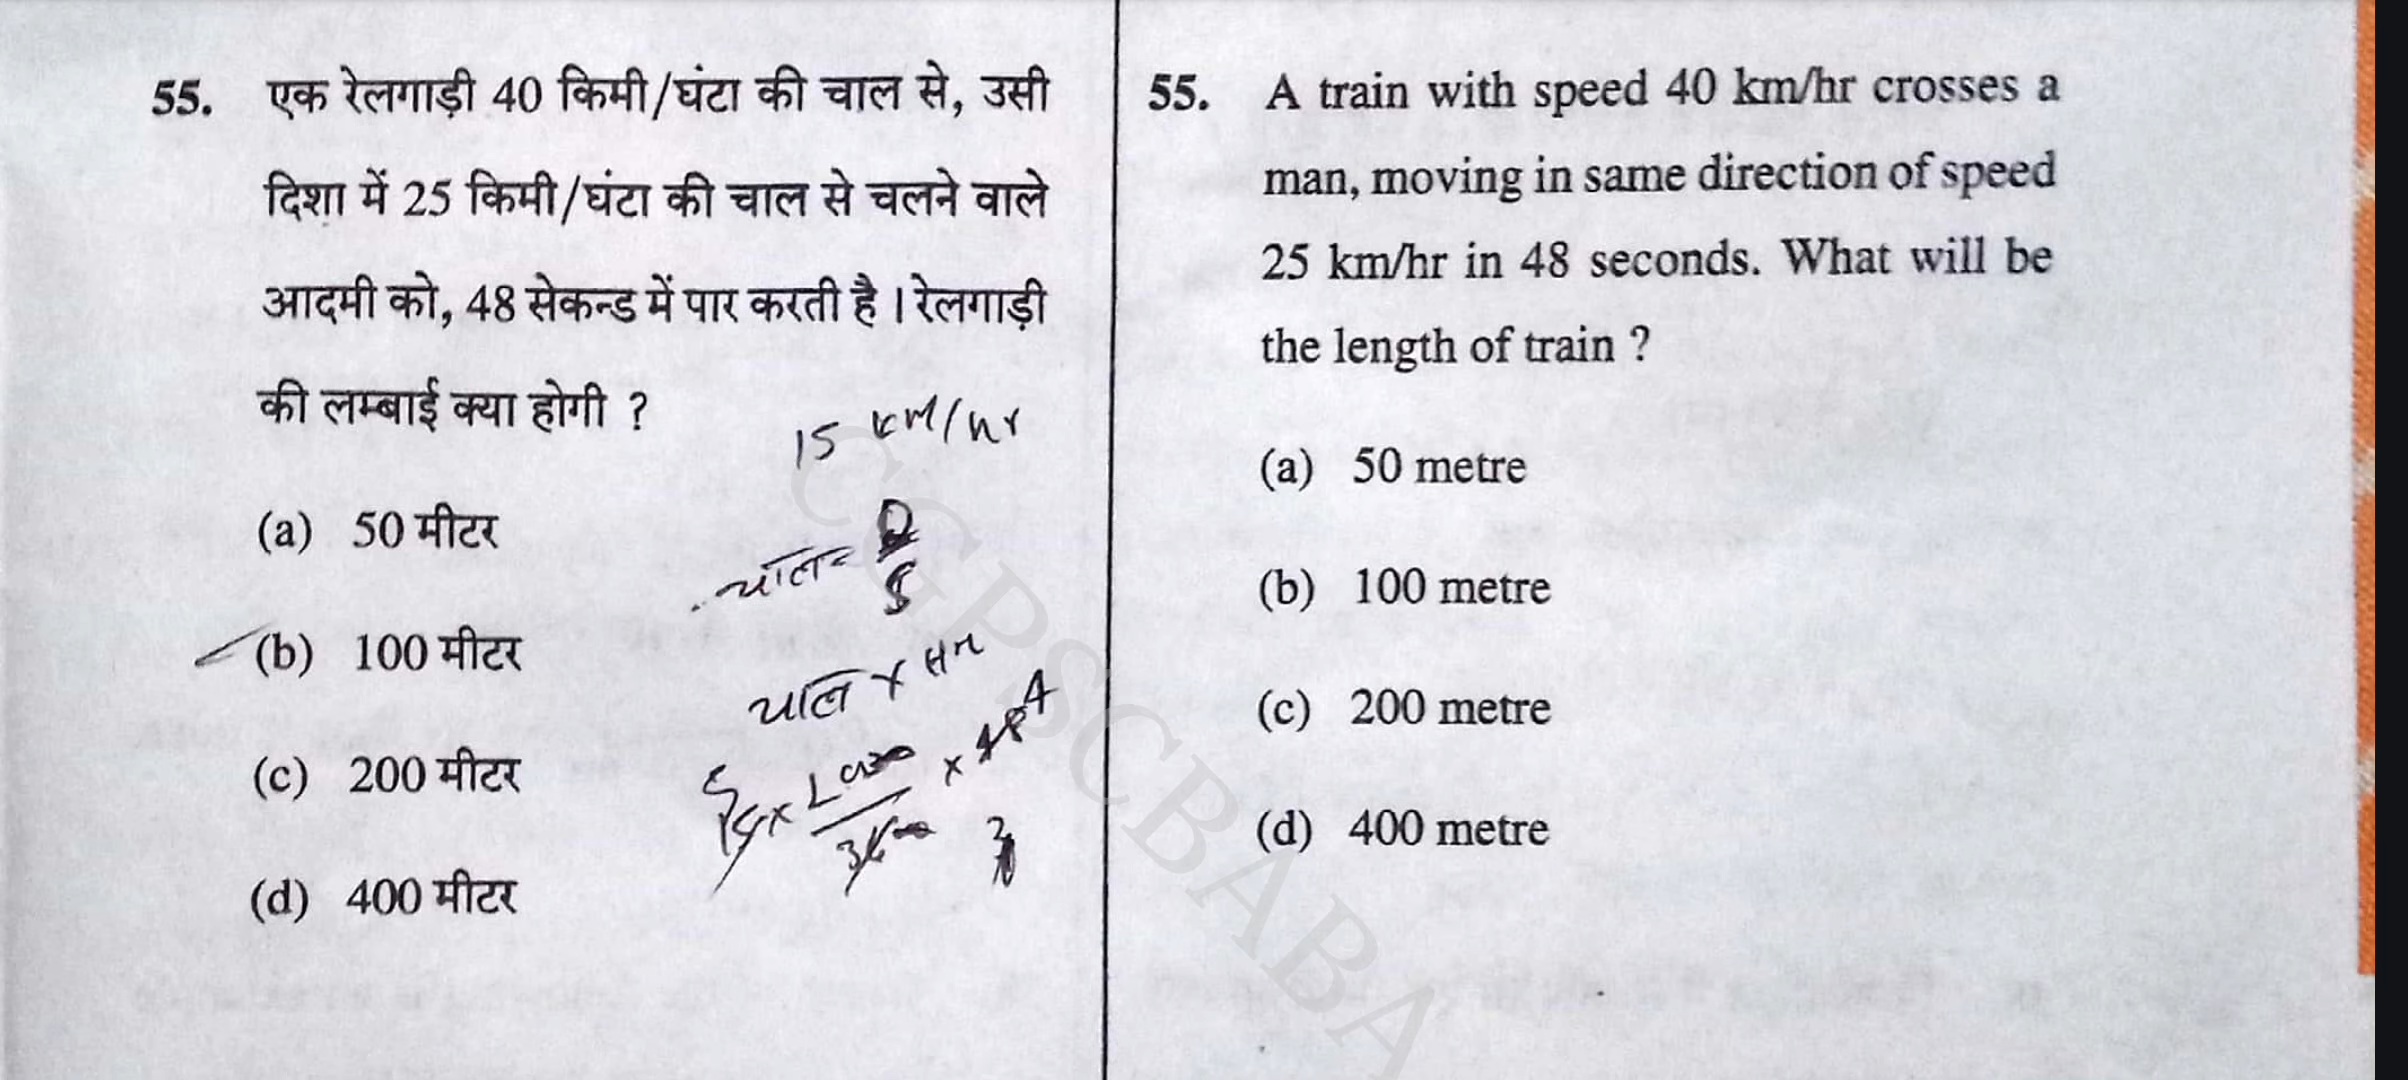 55. एक रेलगाड़ी 40 किमी/घंटा की चाल से, उसी
दिशा में 25 किमी/घंटा की चाल से चलने वाले
आदमी को, 48 सेकन्ड में पार करती है। रेलगाड़ी
की लम्बाई क्या होगी ?
15 km/hr
(a) 50 मीटर
चाल=
(b) 100 मीटर
चाल x
(c) 200 मीटर
(d) 400 मीटर
55. A train with speed 40 km/hr crosses a
man, moving in same direction of speed
25 km/hr in 48 seconds. What will be
the length of train ?
(a) 50 metre
(b) 100 metre
(c) 200 metre
(d) 400 metre
CGPSCBABA